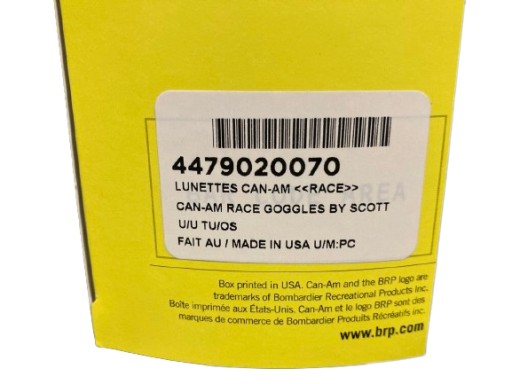 4479020070
LUNETTES CAN-AM <<RACE>>
BAR CODE AREA
CAN-AM RACE GOGGLES BY SCOTT
U/U TU/OS
FAIT AU / MADE IN USA U/M:PC
Box printed in USA. Can-Am and the BRP logo are
trademarks of Bombardier Recreational Products Inc.
Boîte imprimée aux États-Unis. Can-Am et le logo BRP sont des
marques de commerce de Bombardier Produits Récréatifs inc.
www.brp.com